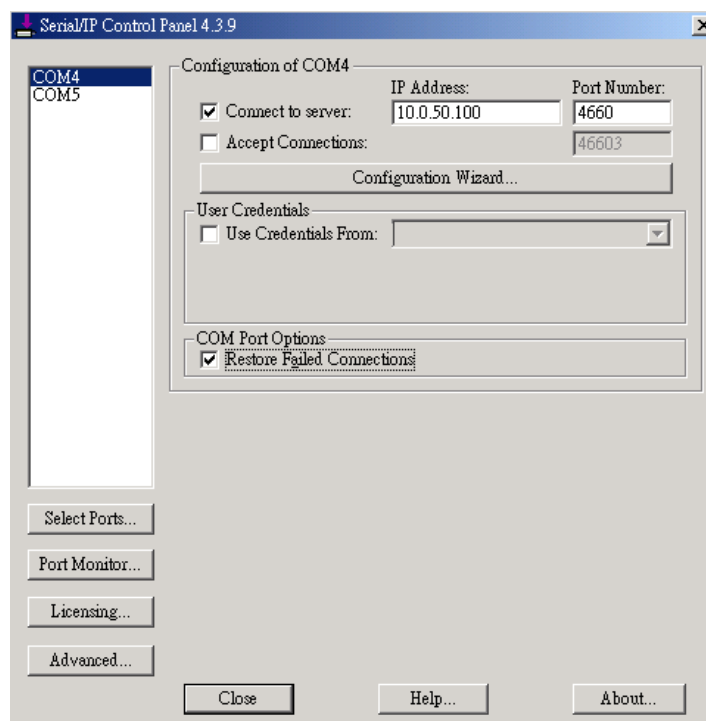 Serial/IP Control Panel 4.3.9
COM4
COM5
Configuration of COM4
IP Address: Port Number:
Connect to server: 10.0.50.100 4660
Accept Connections: 46603
Configuration Wizard...
User Credentials
Use Credentials From:
COM Port Options
Restore Failed Connections
Select Ports...
Port Monitor...
Licensing...
Advanced...
Close Help... About...